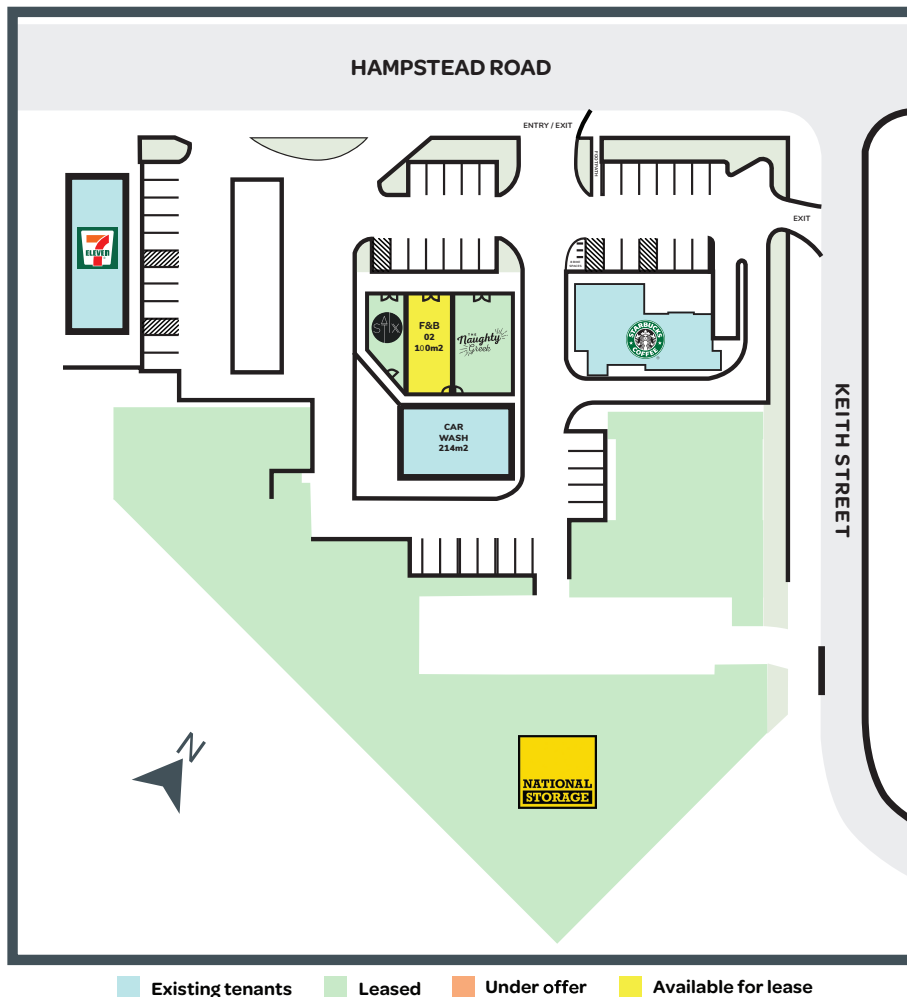 HAMPSTEAD ROAD
ENTRY / EXIT
FOOTPATH
EXIT
7
ELEVEN
F&B
02
100m2
THE
Naughty
Greek
STARBUCKS
COFFEE
CAR
WASH
214m2
KEITH STREET
N
NATIONAL
STORAGE
Existing tenants
Leased
Under offer
Available for lease